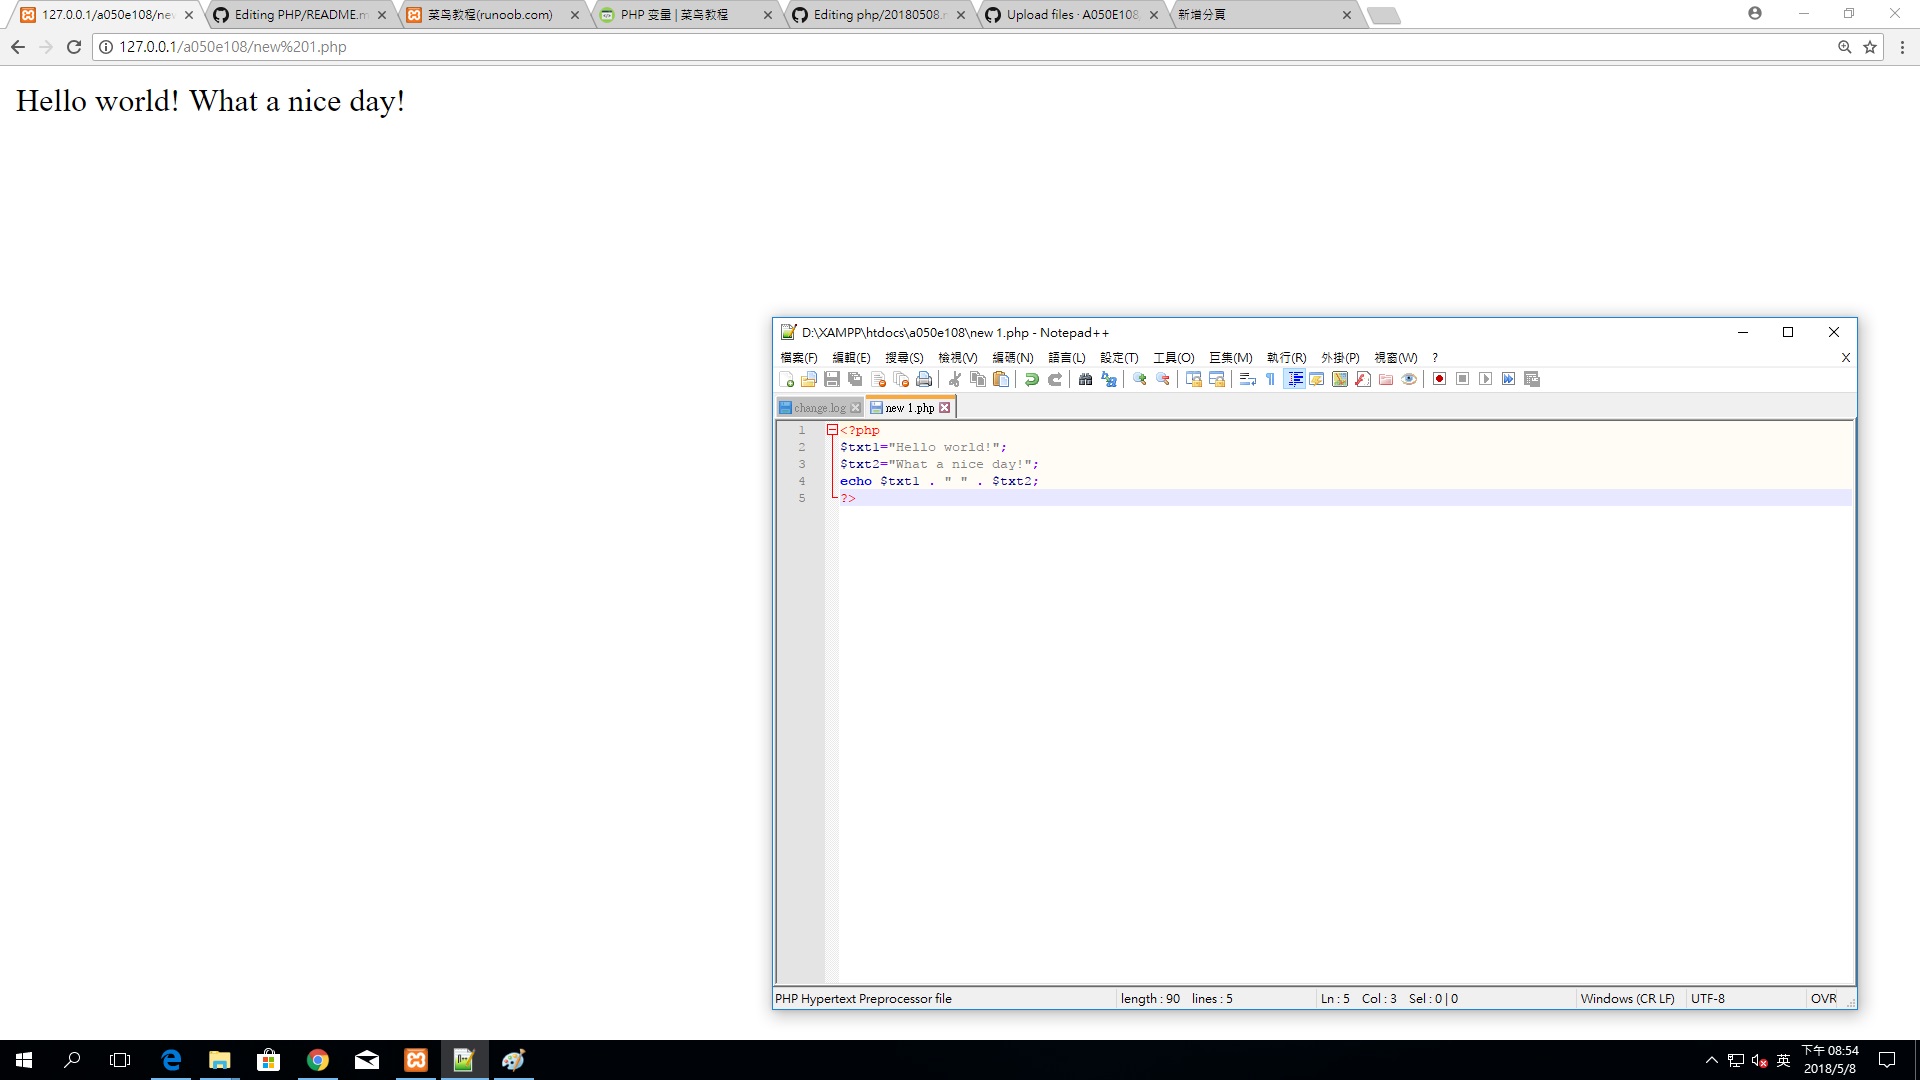 127.0.0.1/a050e108/new
Editing PHP/README.m
菜鸟教程(runoob.com)
PHP 变量 | 菜鸟教程
Editing php/20180508.
Upload files · A050E108
新增分頁
127.0.0.1/a050e108/new%201.php
Hello world! What a nice day!
D:\XAMPP\htdocs\a050e108\new 1.php - Notepad++
檔案(F) 編輯(E) 搜尋(S) 檢視(V) 編碼(N) 語言(L) 設定(T) 工具(O) 巨集(M) 執行(R) 外掛(P) 視窗(W) ? X
change.log
new 1.php
1 <?php
2 $txt1="Hello world!";
3 $txt2="What a nice day!";
4 echo $txt1 . " " . $txt2;
5 ?>
PHP Hypertext Preprocessor file length : 90 lines : 5 Ln : 5 Col : 3 Sel : 0 | 0 Windows (CR LF) UTF-8 OVR
英
下午 08:54
2018/5/8